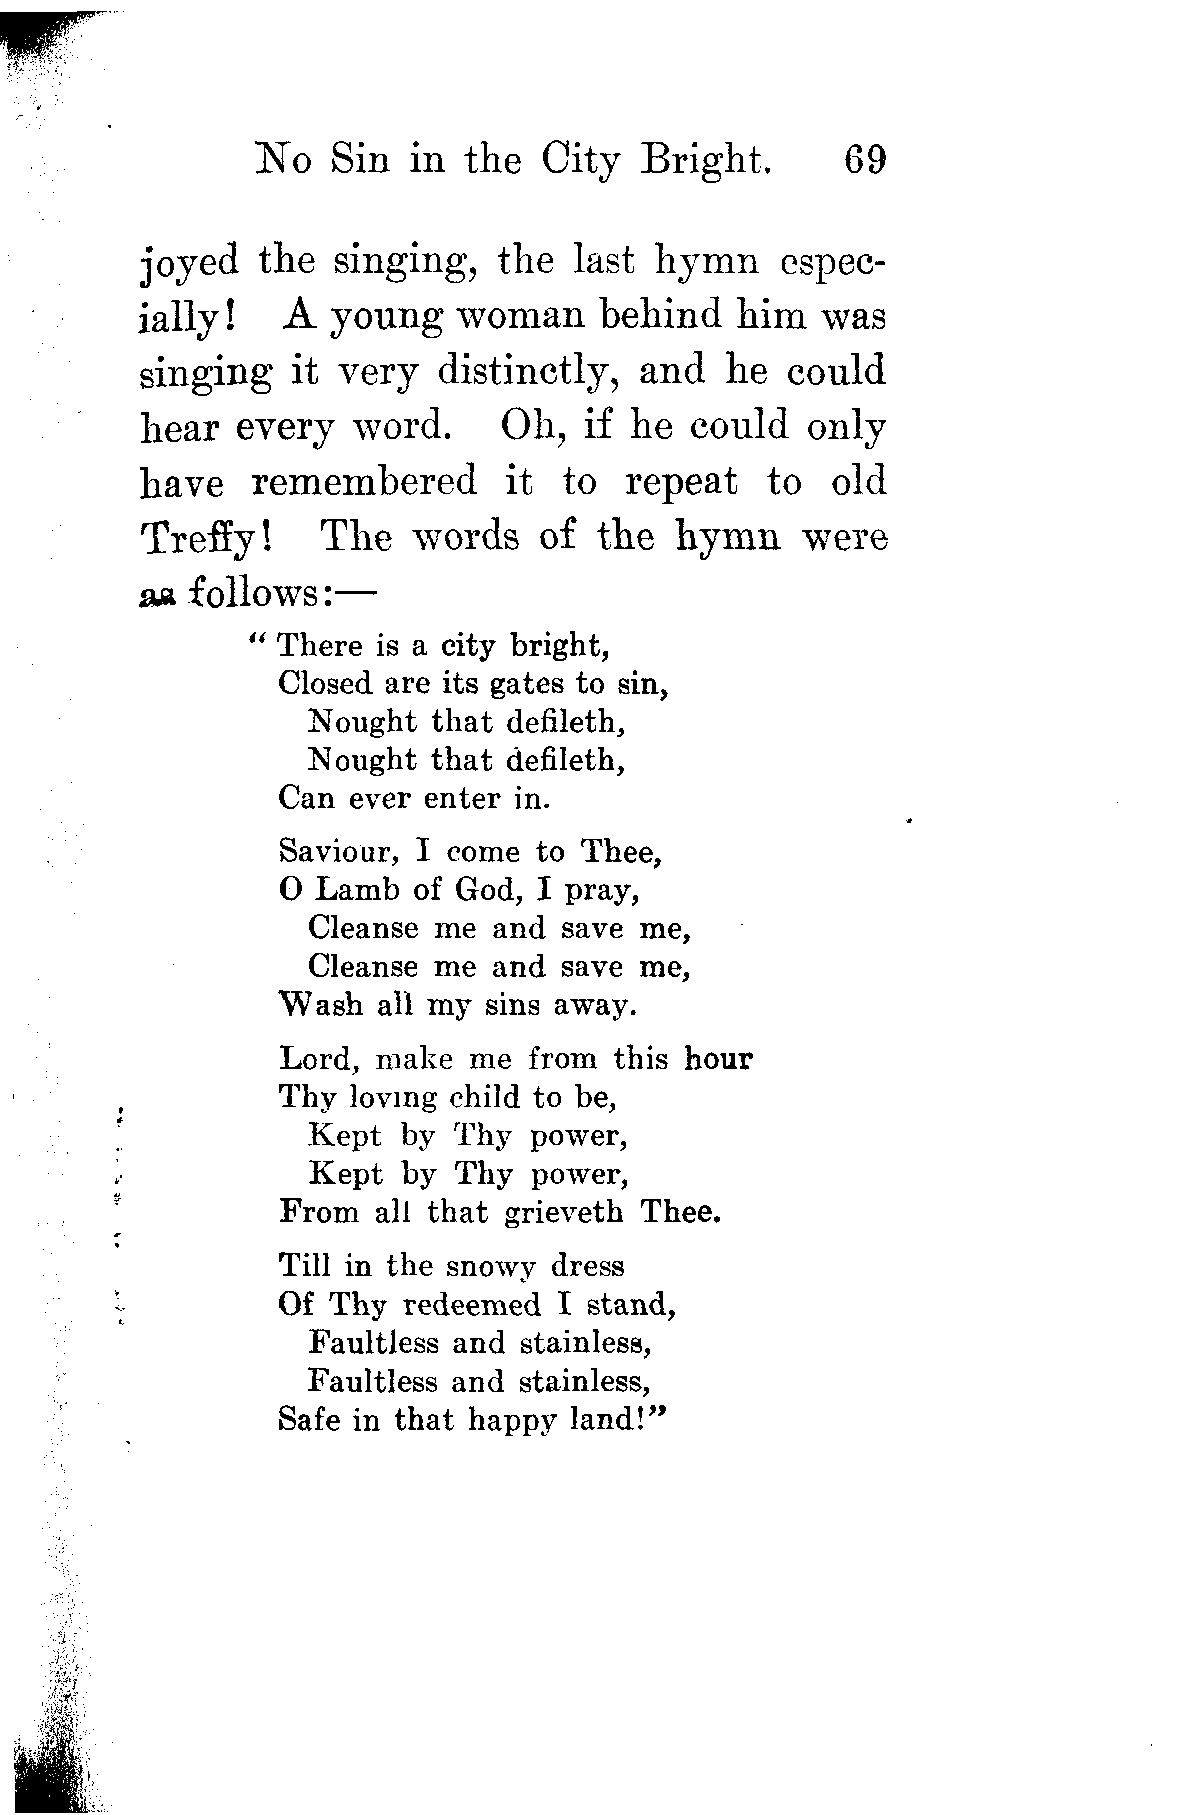 No Sin in the City Bright. 69
joyed the singing, the last hymn espec-
ially! A young woman behind him was
singing it very distinctly, and he could
hear every word. Oh, if he could only
have remembered it to repeat to old
Treffy! The words of the hymn were
as follows:—
" There is a city bright,
Closed are its gates to sin,
Nought that defileth,
Nought that defileth,
Can ever enter in.
Saviour, I come to Thee,
O Lamb of God, I pray,
Cleanse me and save me,
Cleanse me and save me,
Wash all my sins away.
Lord, make me from this hour
Thy loving child to be,
Kept by Thy power,
Kept by Thy power,
From all that grieveth Thee.
Till in the snowy dress
Of Thy redeemed I stand,
Faultless and stainless,
Faultless and stainless,
Safe in that happy land!"